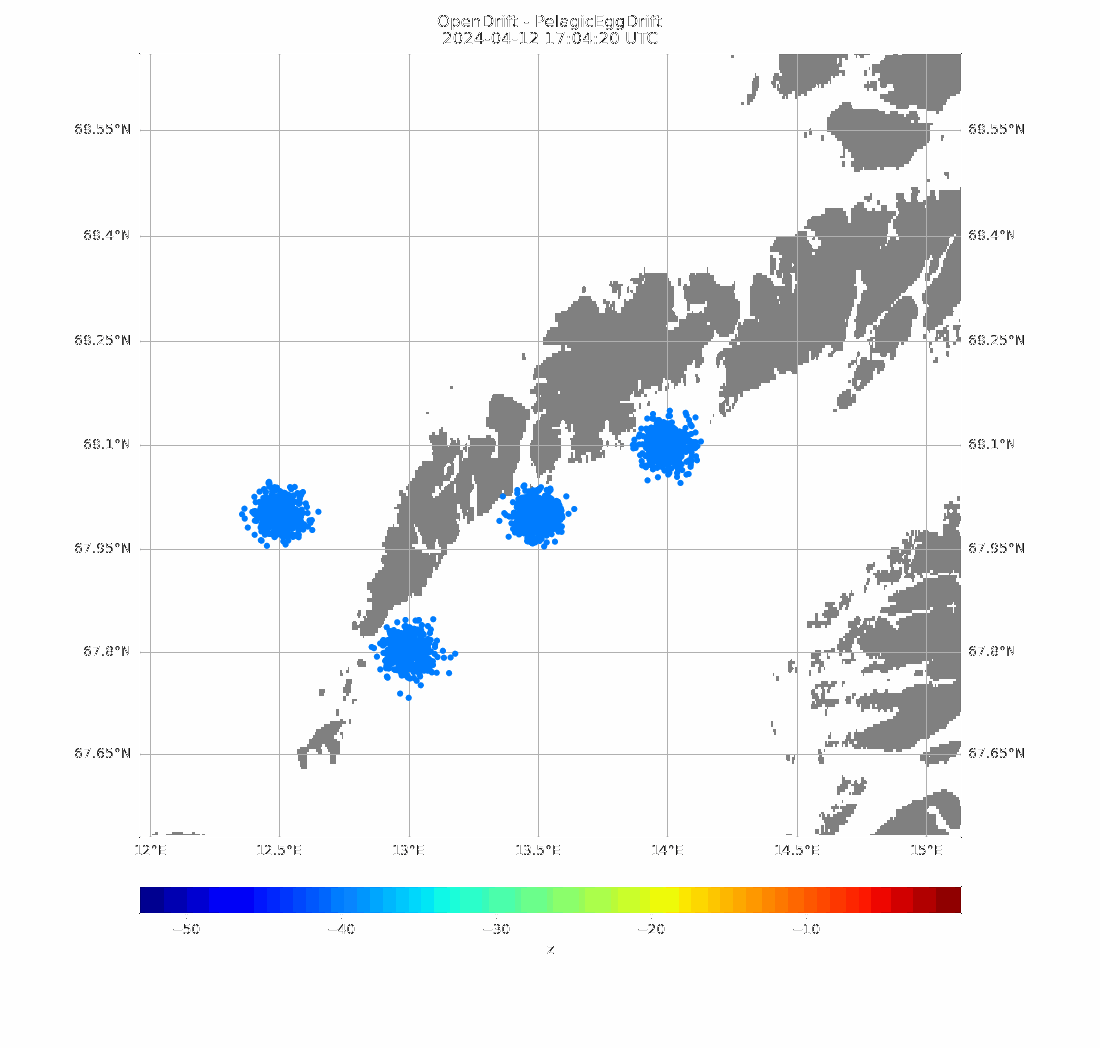 OpenDrift - PelagicEggDrift
2024-04-12 17:04:20 UTC
68.55°N 68.55°N
68.4°N 68.4°N
68.25°N 68.25°N
68.1°N 68.1°N
67.95°N 67.95°N
67.8°N 67.8°N
67.65°N 67.65°N
12°E 12.5°E 13°E 13.5°E 14°E 14.5°E 15°E
−50 −40 −30 −20 −10
z